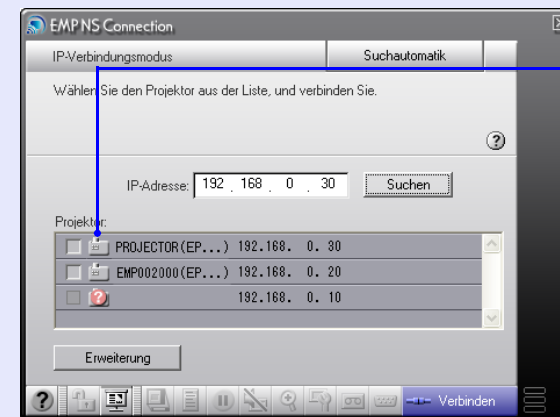 EMP NS Connection
IP-Verbindungsmodus
Suchautomatik
Wählen Sie den Projektor aus der Liste, und verbinden Sie.
IP-Adresse: 192 . 168 . 0 . 30 Suchen
Projektor:
PROJECTOR(EP...) 192.168. 0. 30
EMP002000(EP...) 192.168. 0. 20
192.168. 0. 10
Erweiterung
Verbinden